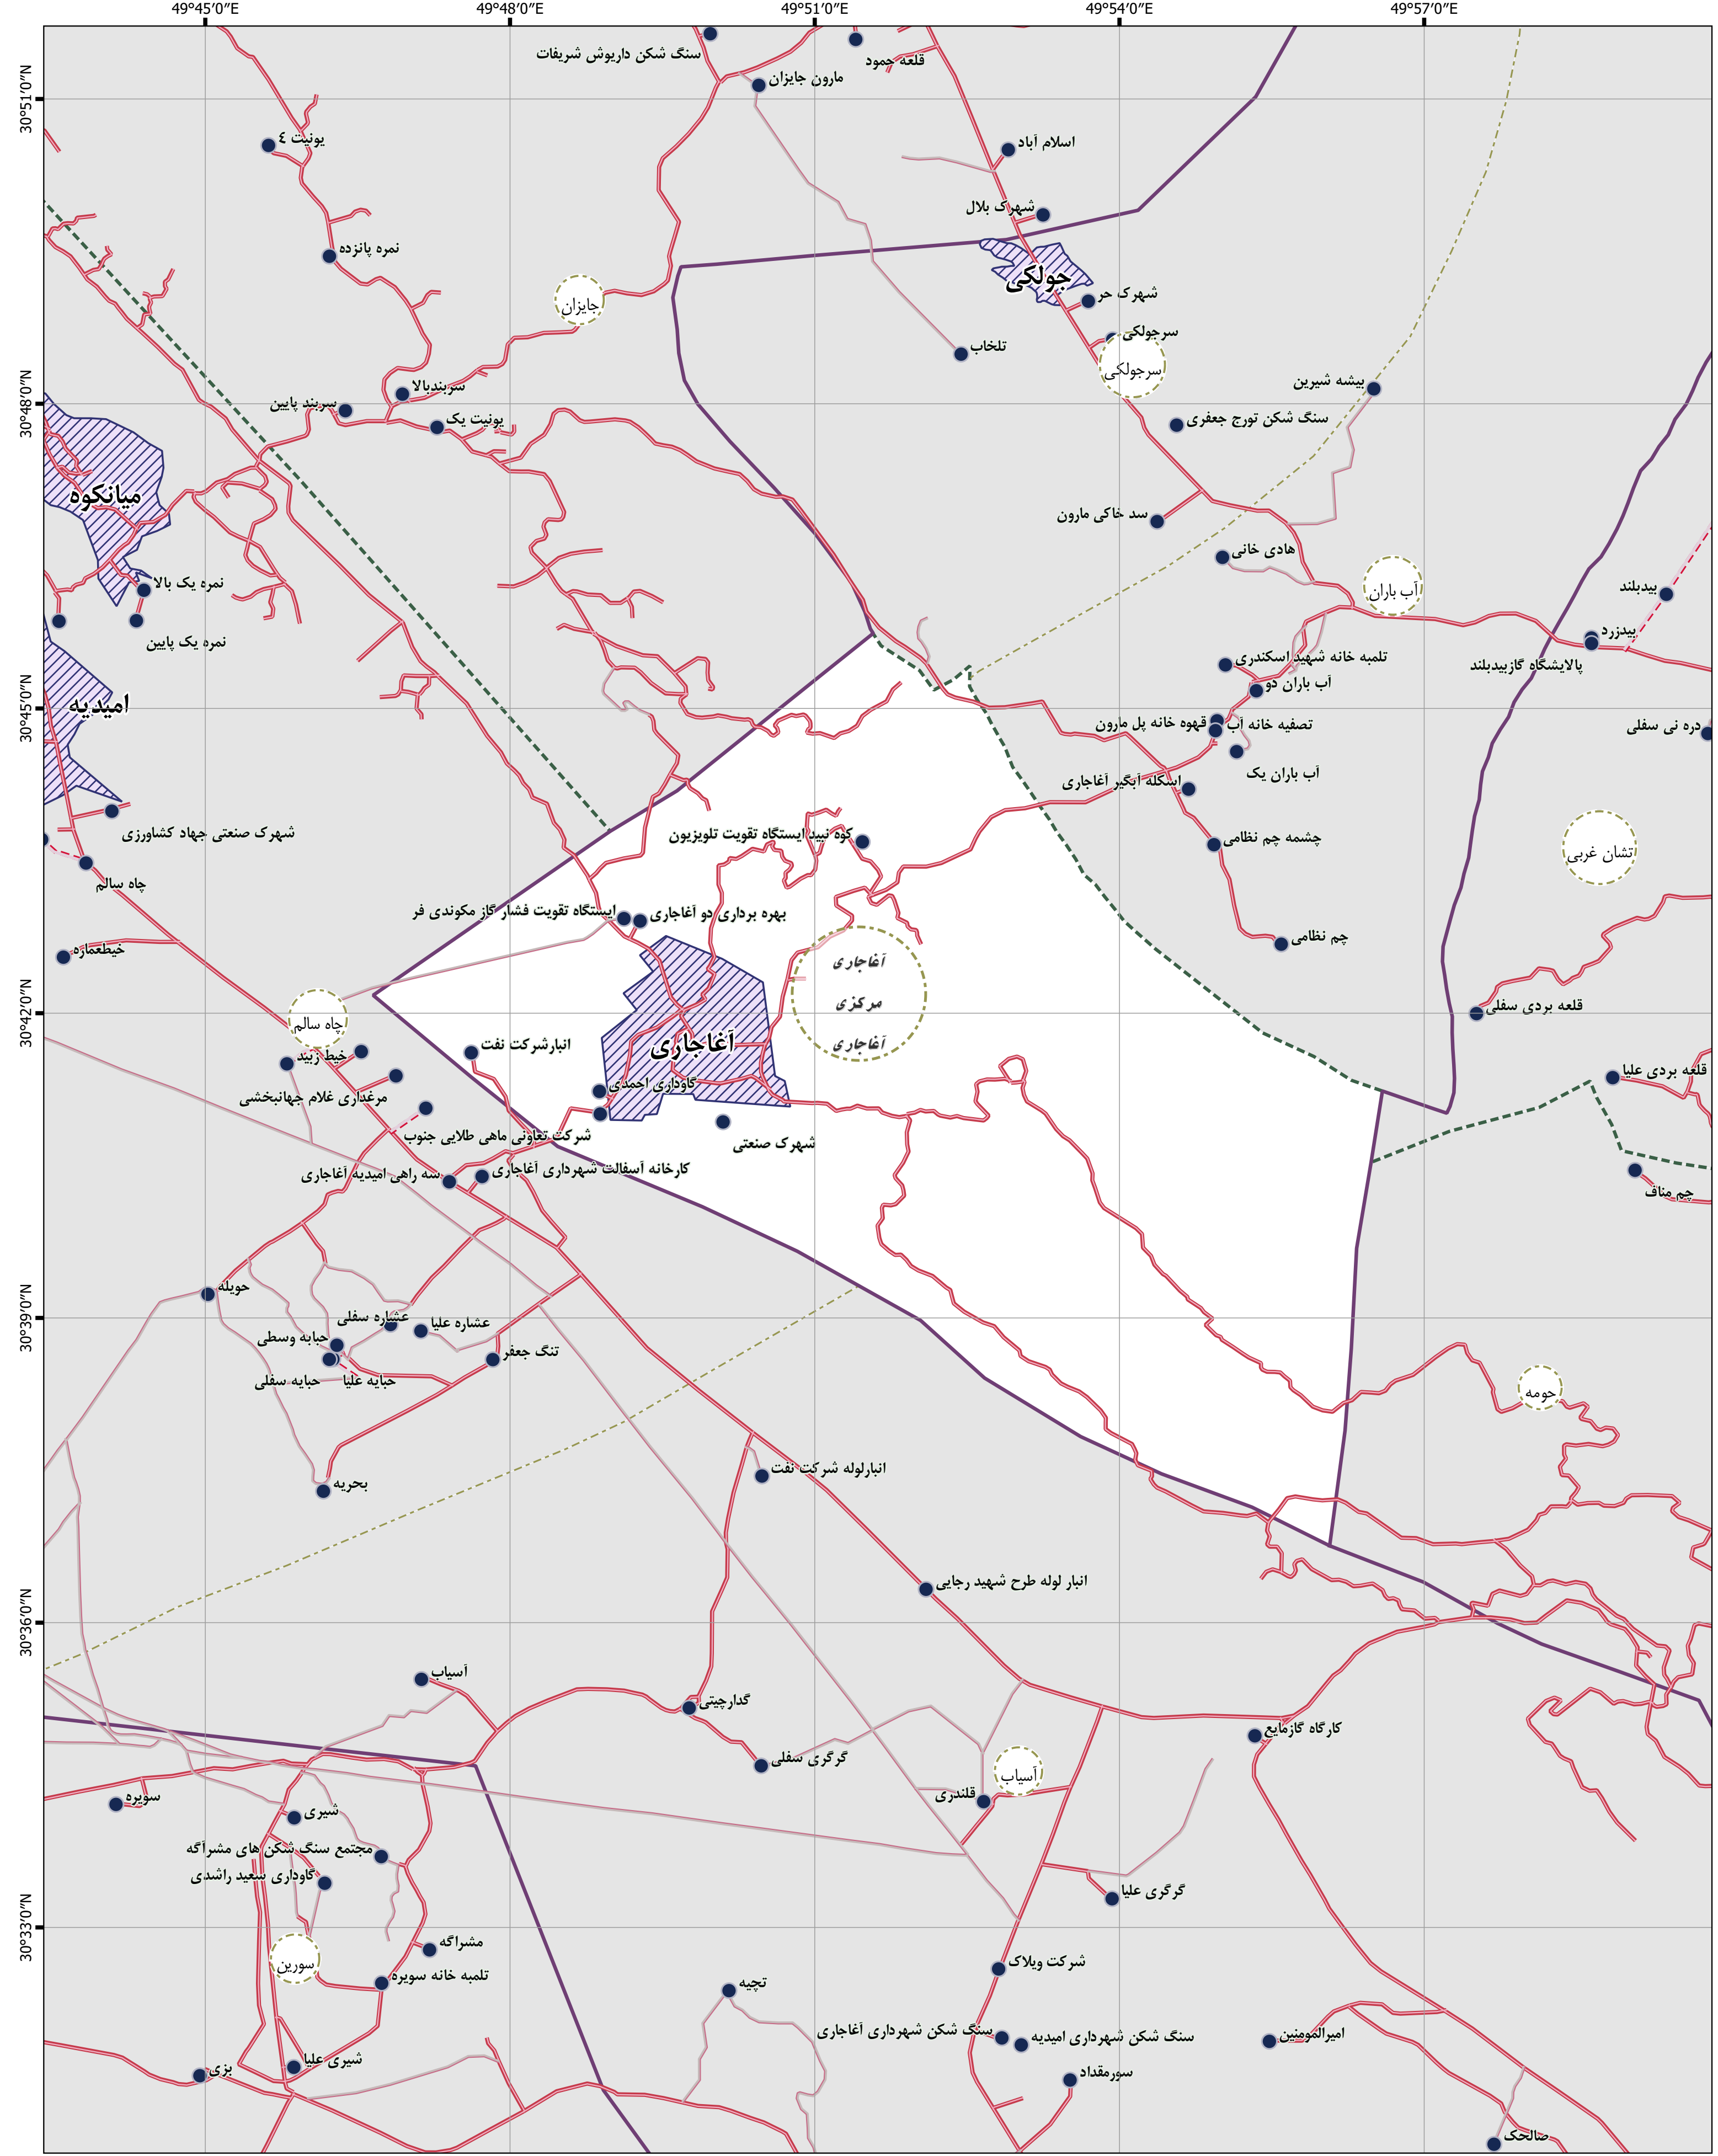 49°45′0″E
49°48′0″E
49°51′0″E
49°54′0″E
49°57′0″E
30°51′0″N
30°48′0″N
30°45′0″N
30°42′0″N
30°39′0″N
30°36′0″N
30°33′0″N
سنگ شکن داریوش شریفات
قلعه جمود
مارون جایزان
یونیت ٤
اسلام آباد
شهرک بلال
نمره پانزده
جولکی
شهرک حر
جایزان
سرجولکی
تلخاب
سرجولکی
بیشه شیرین
سربندبالا
سربند پایین
یونیت یک
سنگ شکن تورج جعفری
میانکوه
سد خاکی مارون
هادی خانی
نمره یک بالا
آب باران
بیدبلند
نمره یک پایین
بیدزرد
پالایشگاه گازبیدبلند
تلمبه خانه شهید اسکندری
آب باران دو
امیدیه
قهوه خانه پل مارون
تصفیه خانه آب
دره نی سفلی
آب باران یک
اسکله آبگیر آغاجاری
شهرک صنعتی جهاد کشاورزی
کوه نبید ایستگاه تقویت تلویزیون
چشمه چم نظامی
تشان غربی
چاه سالم
ایستگاه تقویت فشار گاز مکوندی فر
بهره برداری دو آغاجاری
چم نظامی
خیطعماره
آغاجاری
مرکزی
آغاجاری
قلعه بردی سفلی
چاه سالم
آغاجاری
انبارشرکت نفت
خیط زبید
قلعه بردی علیا
گاوداری احمدی
مرغداری غلام جهانبخشی
شرکت تعاونی ماهی طلایی جنوب
شهرک صنعتی
سه راهی امیدیه آغاجاری
کارخانه آسفالت شهرداری آغاجاری
چم مناف
حویله
عشاره سفلی
عشاره علیا
حبابه وسطی
تنگ جعفر
حبابه سفلی
حبابه علیا
حومه
بحریه
انبارلوله شرکت نفت
انبار لوله طرح شهید رجایی
آسیاب
گدارچیتی
کارگاه گازمایع
گرگری سفلی
آسیاب
قلندری
سویره
شیری
مجتمع سنگ شکن های مشراگه
گاوداری سعید راشدی
گرگری علیا
مشراگه
سورین
تلمبه خانه سویره
شرکت ویلاک
تچیه
سنگ شکن شهرداری آغاجاری
سنگ شکن شهرداری امیدیه
امیرالمومنین
شیری علیا
بزی
سورمقداد
صالحک